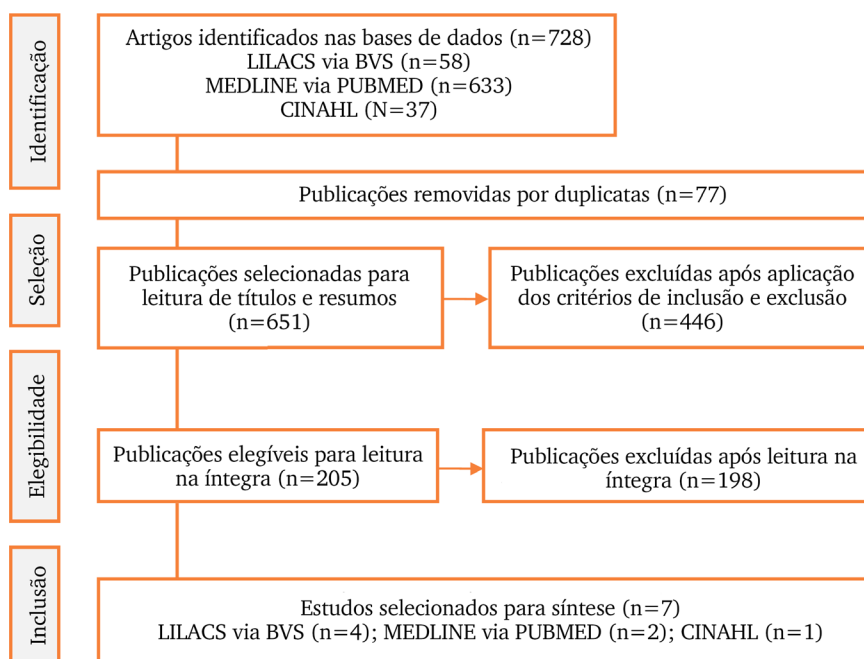 Identificação
Artigos identificados nas bases de dados (n=728)
LILACS via BVS (n=58)
MEDLINE via PUBMED (n=633)
CINAHL (N=37)
Publicações removidas por duplicatas (n=77)
Seleção
Publicações selecionadas para
leitura de títulos e resumos
(n=651)
Publicações excluídas após aplicação
dos critérios de inclusão e exclusão
(n=446)
Elegibilidade
Publicações elegíveis para leitura
na íntegra (n=205)
Publicações excluídas após leitura na
íntegra (n=198)
Inclusão
Estudos selecionados para síntese (n=7)
LILACS via BVS (n=4); MEDLINE via PUBMED (n=2); CINAHL (n=1)